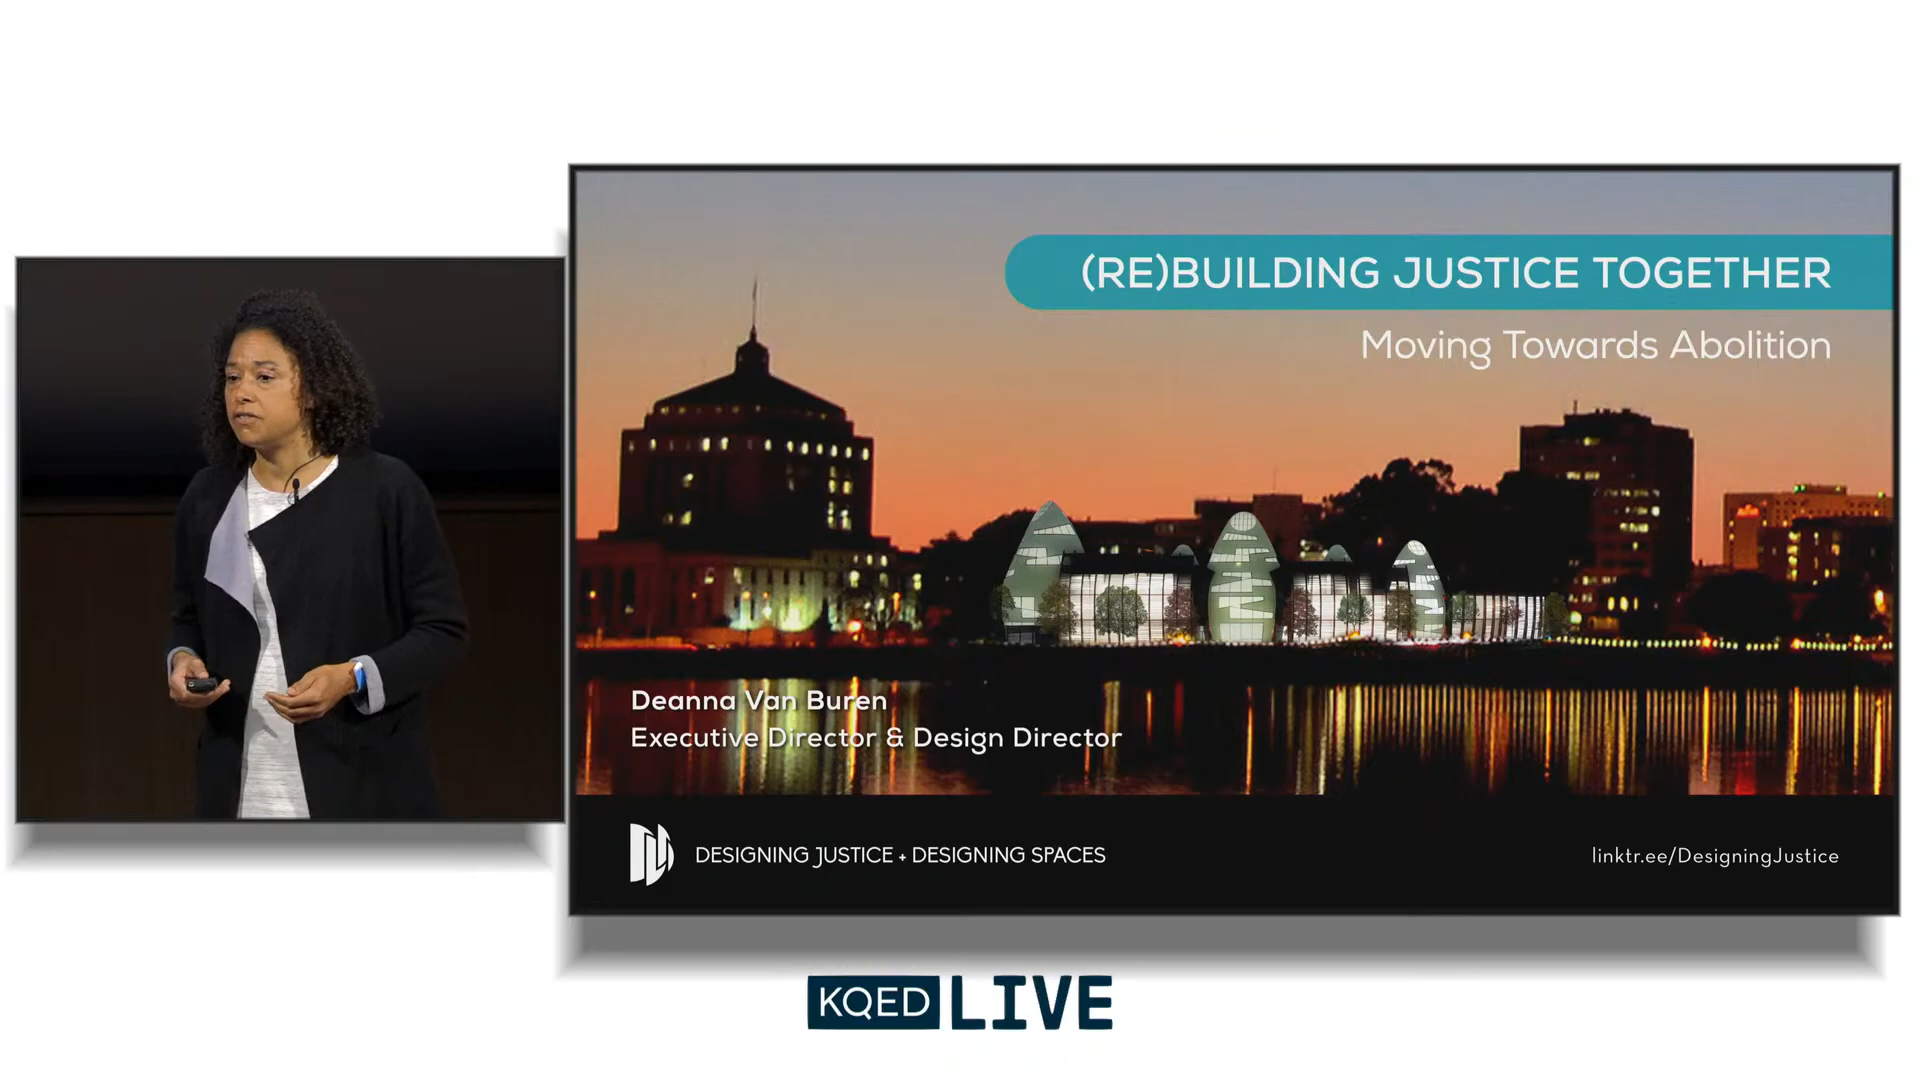 (RE)BUILDING JUSTICE TOGETHER
Moving Towards Abolition
Deanna Van Buren
Executive Director & Design Director
DESIGNING JUSTICE + DESIGNING SPACES
linktr.ee/DesigningJustice
KQED LIVE